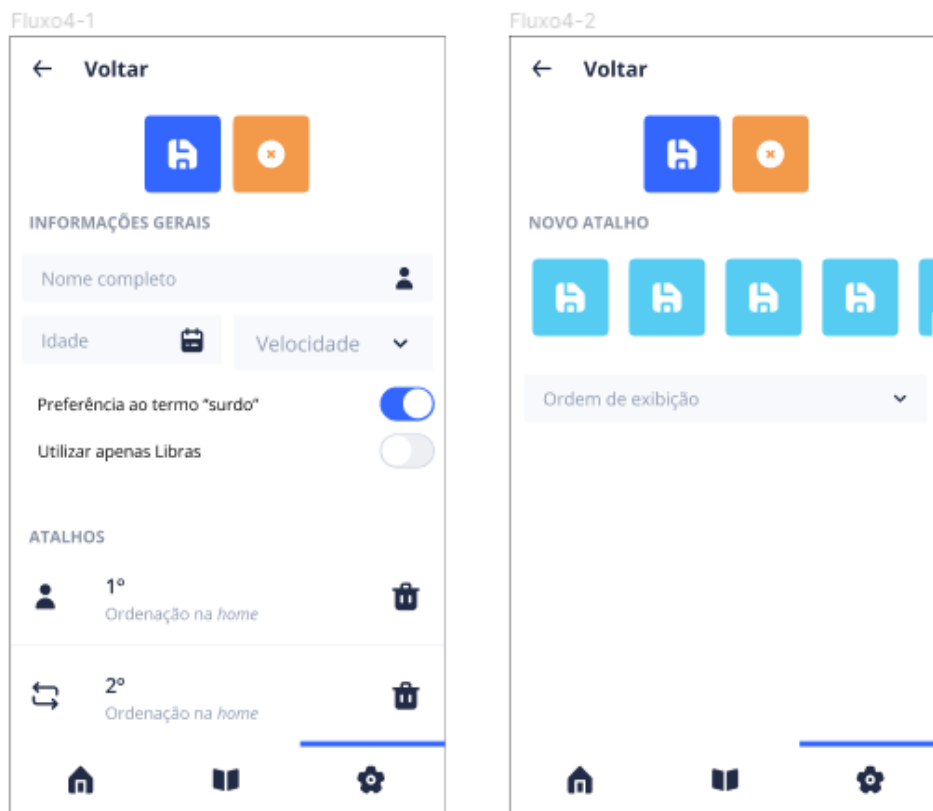 Fluxo4-1
Voltar
INFORMAÇÕES GERAIS
Nome completo
Idade
Velocidade
Preferência ao termo “surdo”
Utilizar apenas Libras
ATALHOS
1º
Ordenação na home
2º
Ordenação na home
Fluxo4-2
Voltar
NOVO ATALHO
Ordem de exibição